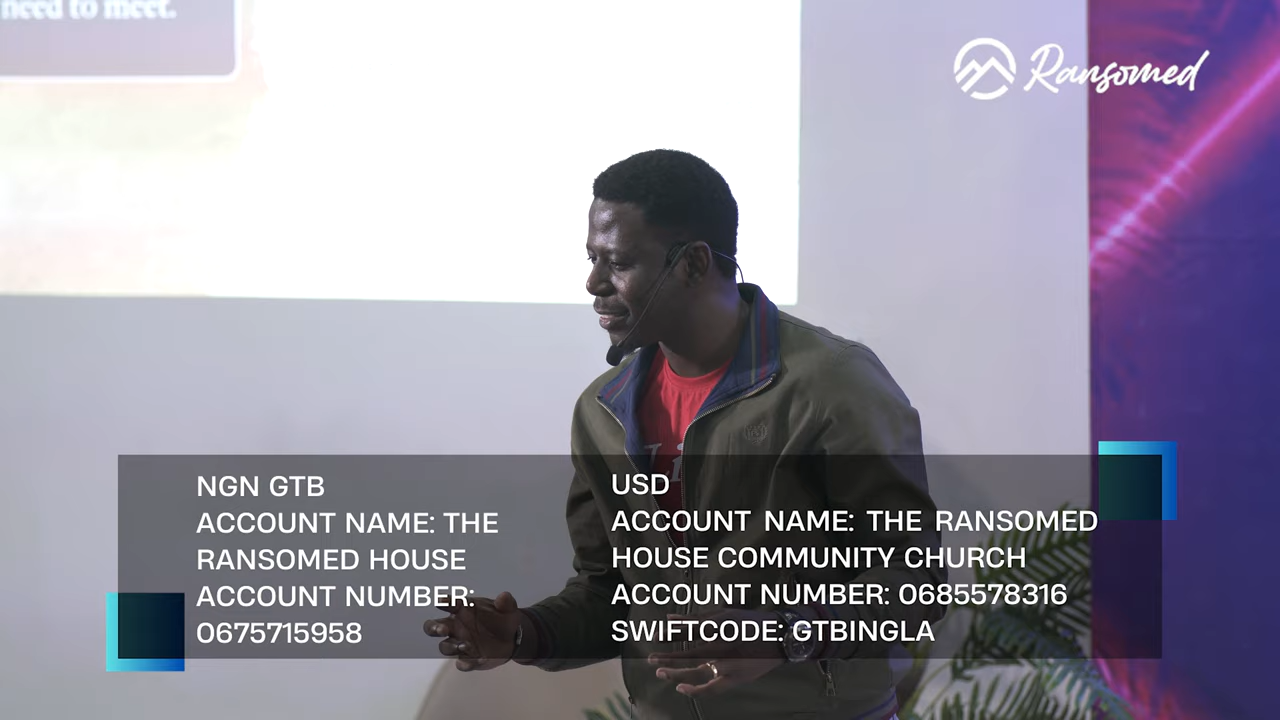 need to meet.
Ransomed
NGN GTB
ACCOUNT NAME: THE
RANSOMED HOUSE
ACCOUNT NUMBER:
0675715958
USD
ACCOUNT NAME: THE RANSOMED
HOUSE COMMUNITY CHURCH
ACCOUNT NUMBER: 0685578316
SWIFTCODE: GTBINGLA